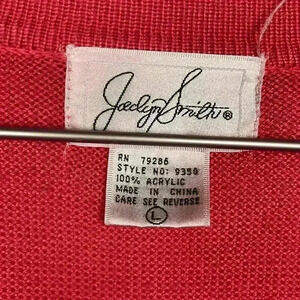 Jaclyn Smith®
RN 79286
STYLE NO: 9350
100% ACRYLIC
MADE IN CHINA
CARE SEE REVERSE
L